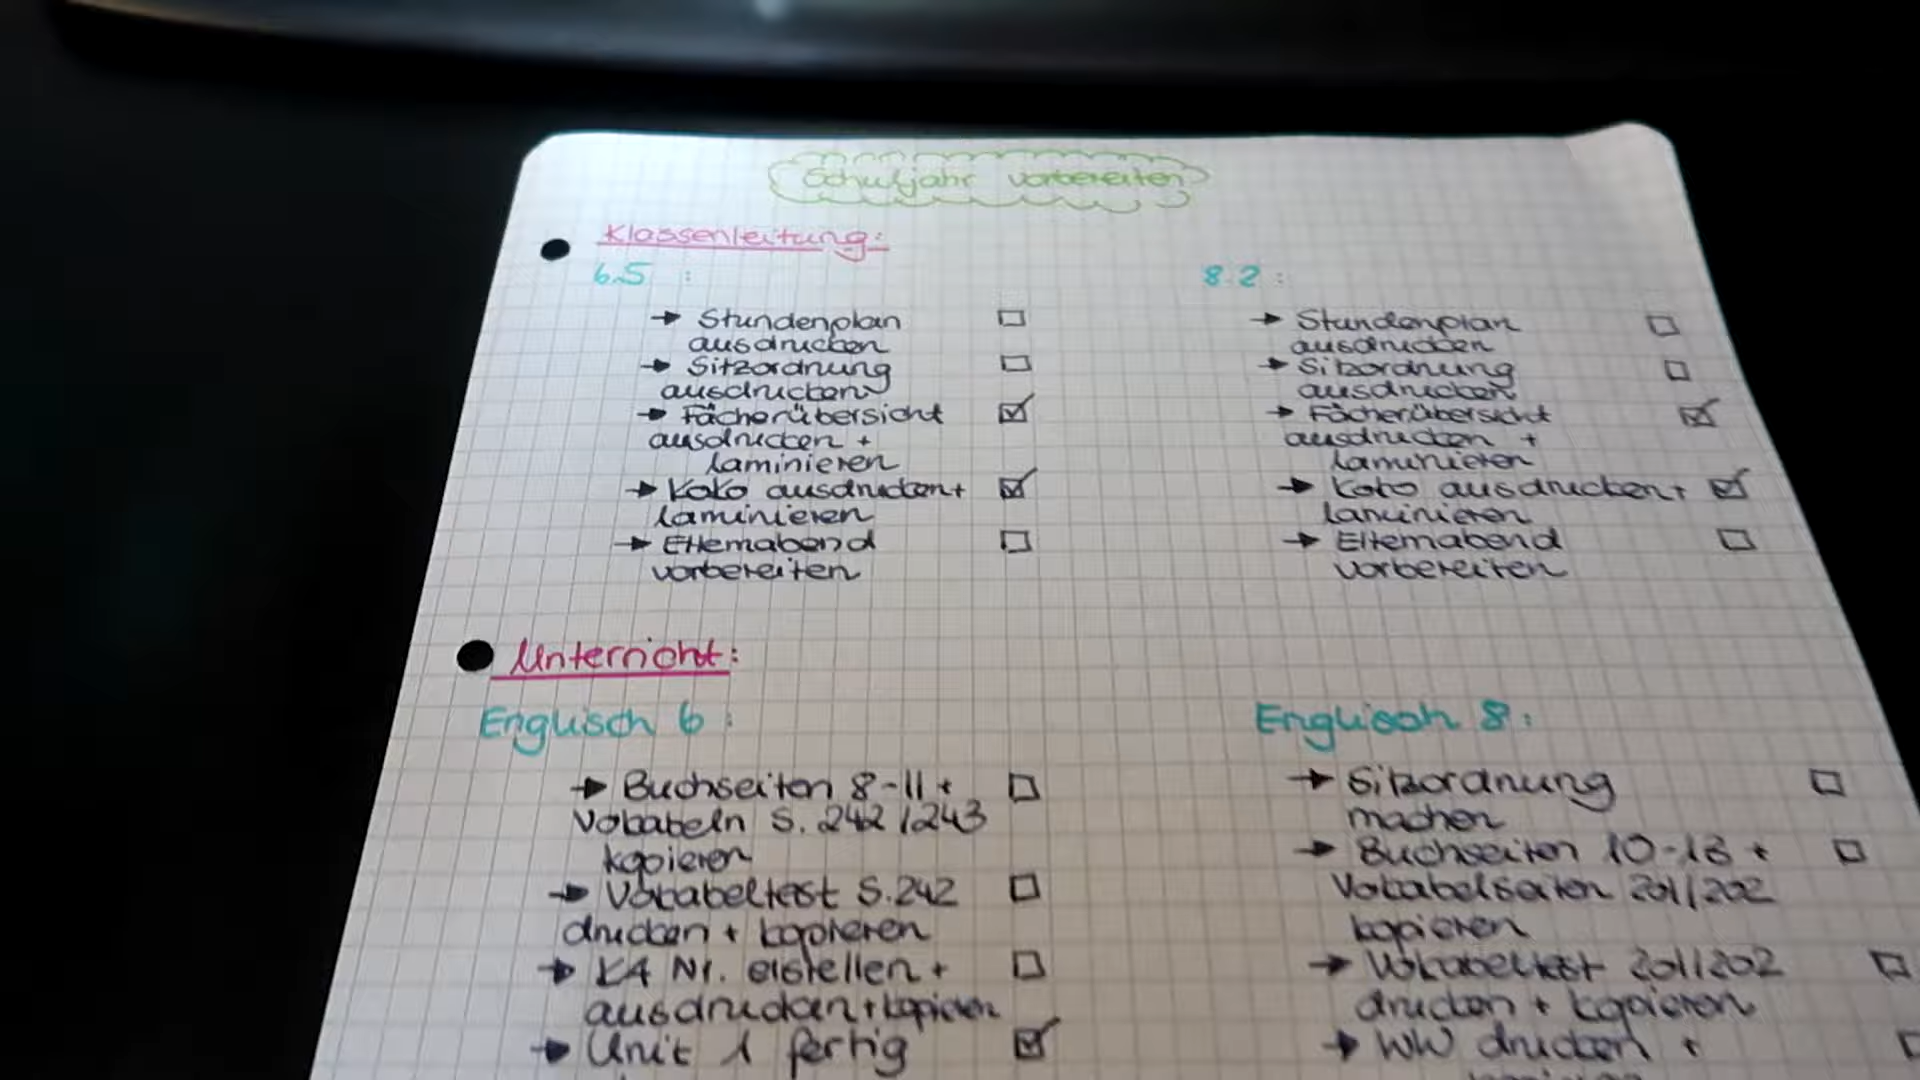 Schuljahr vorbereiten
Klassenleitung:
6.5 :
→ Stundenplan
ausdrucken
→ Sitzordnung
ausdrucken
→ Fächerübersicht
ausdrucken +
laminieren
→ Koko ausdrucken +
laminieren
→ Elternabend
vorbereiten
8.2 :
→ Stundenplan
ausdrucken
→ Sitzordnung
ausdrucken
→ Fächerübersicht
ausdrucken +
laminieren
→ Koko ausdrucken +
laminieren
→ Elternabend
vorbereiten
Unterricht:
Englisch 6 :
→ Buchseiten 8-11 +
Vokabeln S. 242/243
kopieren
→ Vokabeltest S.242
drucken + kopieren
→ KA Nr. erstellen +
ausdrucken + kopieren
→ Unit 1 fertig
Englisch 8 :
→ Sitzordnung
machen
→ Buchseiten 10-13 +
Vokabelseiten 201/202
kopieren
→ Vokabeltest 201/202
drucken + kopieren
→ WW drucken +